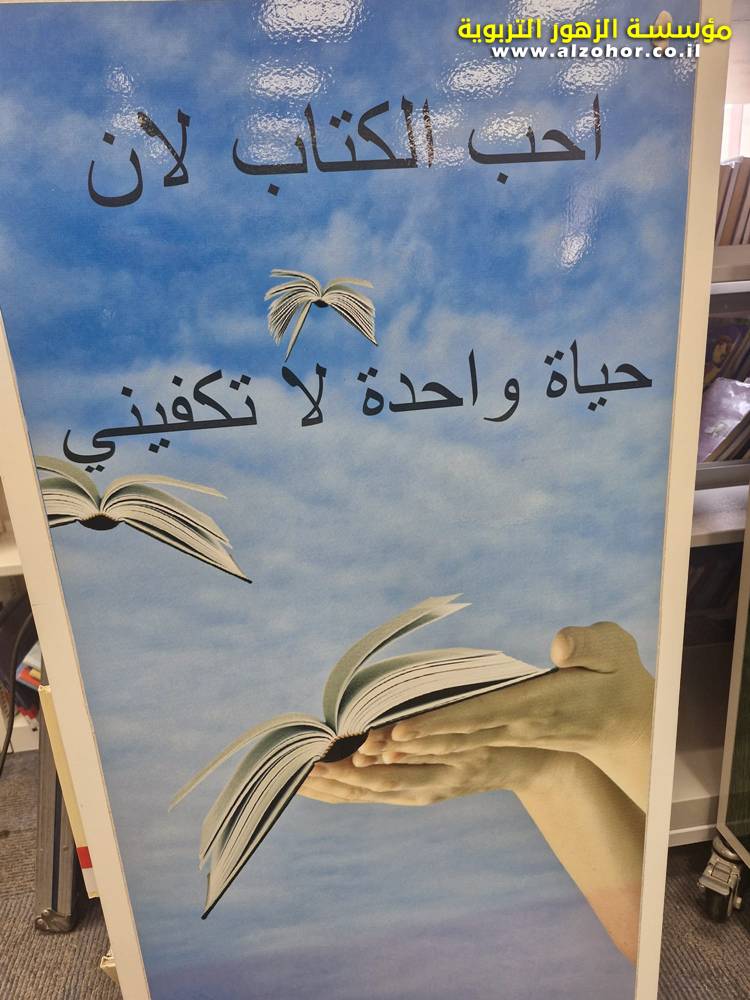 مؤسسة الزهور التربوية
www.alzohor.co.il
احب الكتاب لان
حياة واحدة لا تكفيني